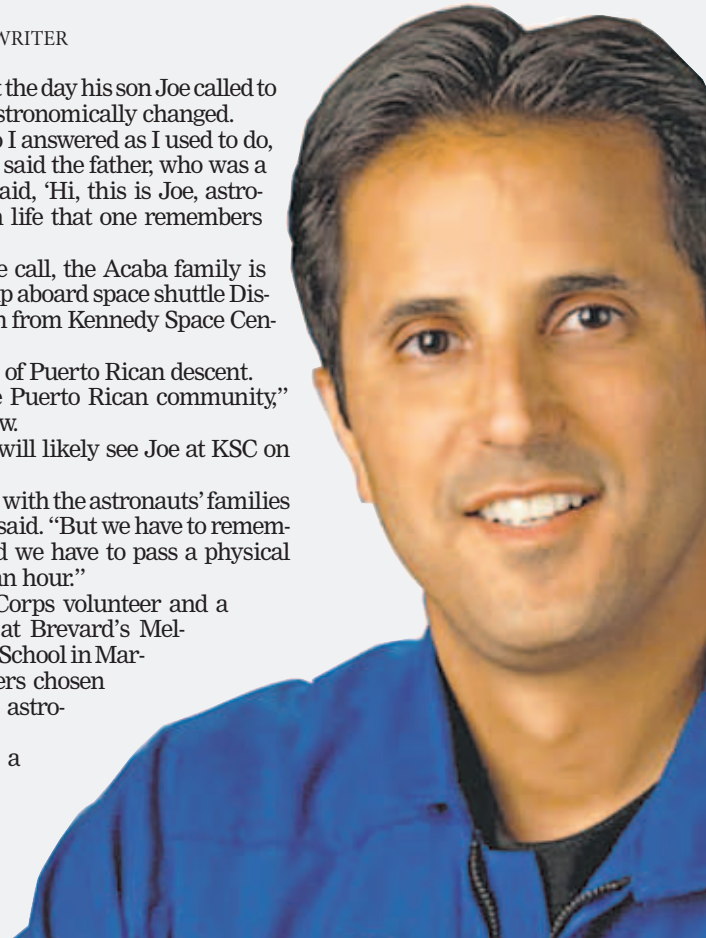 WRITER
t the day his son Joe called to
stronomically changed.
o I answered as I used to do,
said the father, who was a
aid, ‘Hi, this is Joe, astro-
n life that one remembers
e call, the Acaba family is
p aboard space shuttle Dis-
n from Kennedy Space Cen-
of Puerto Rican descent.
e Puerto Rican community,”
w.
will likely see Joe at KSC on
with the astronauts’ families
said. “But we have to remem-
d we have to pass a physical
an hour.”
Corps volunteer and a
at Brevard’s Mel-
School in Mar-
ers chosen
astro-
a